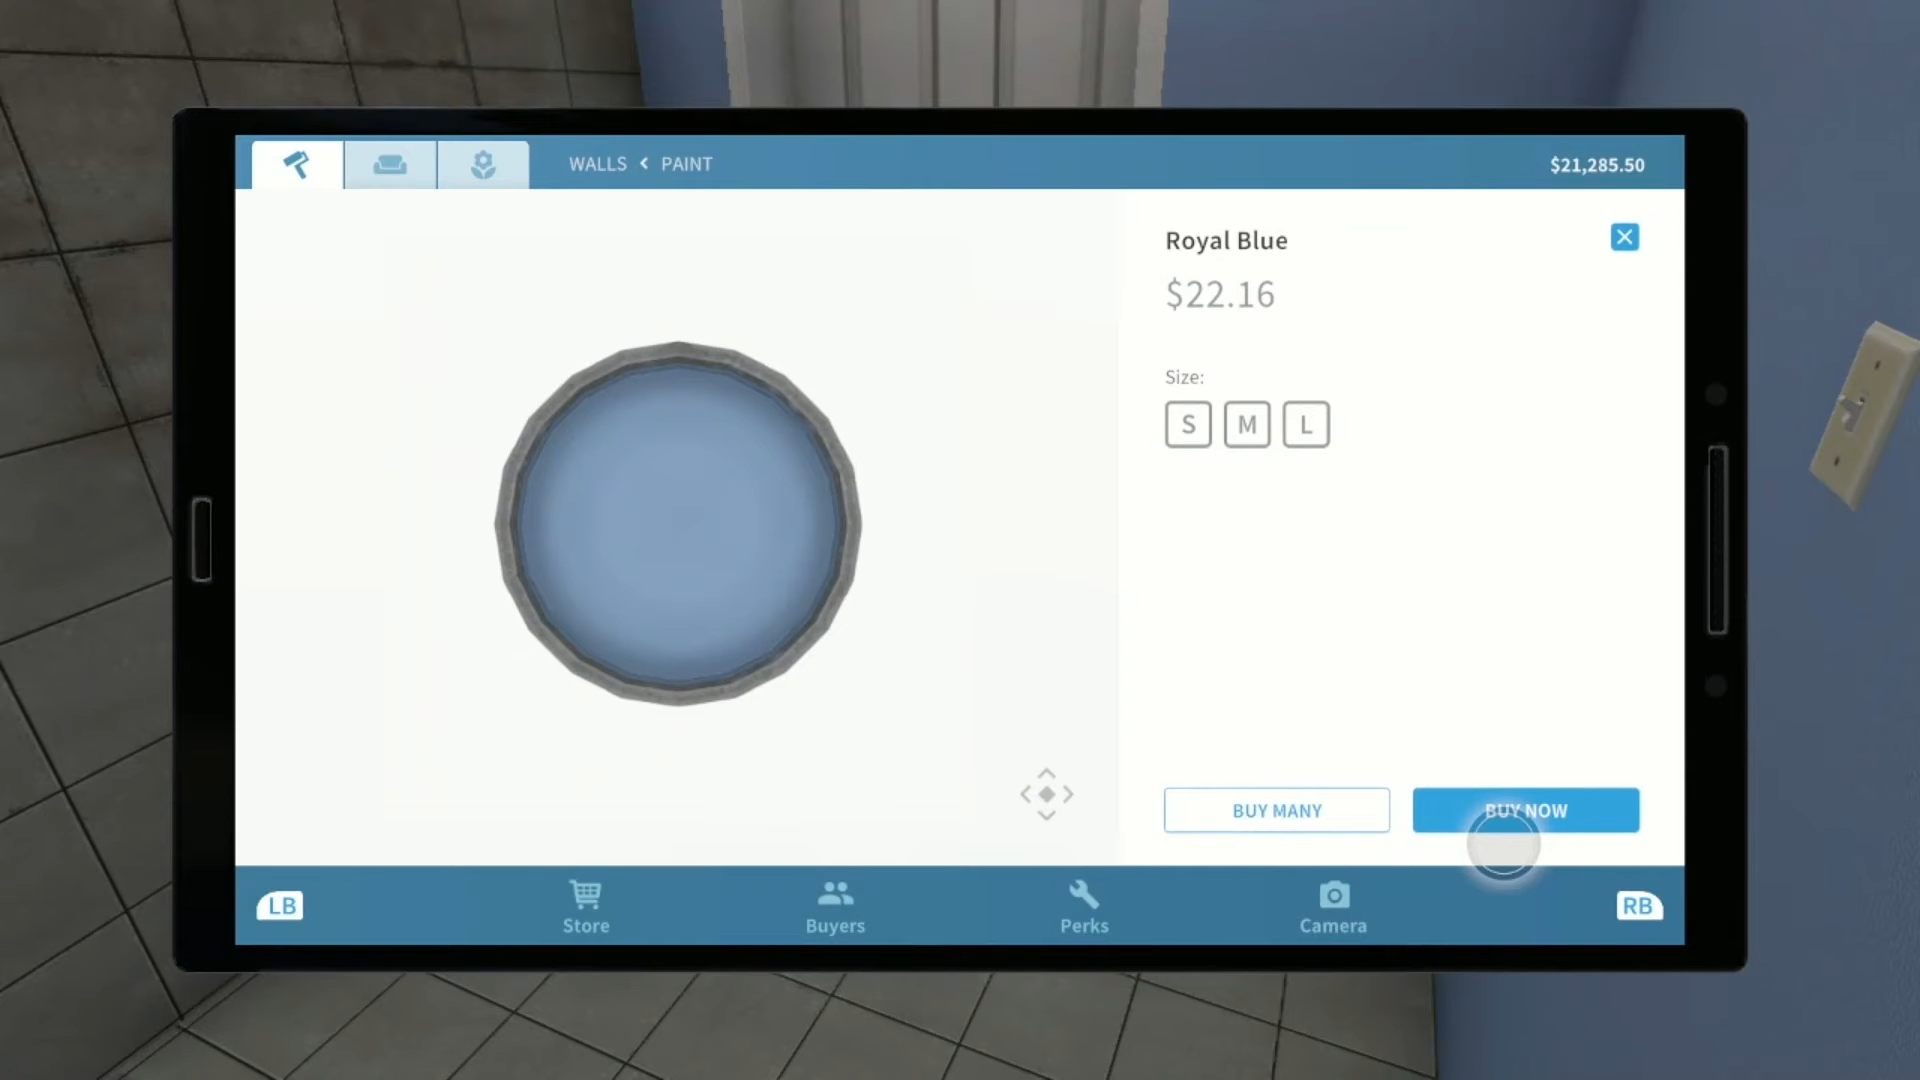 WALLS < PAINT
$21,285.50
Royal Blue
$22.16
Size:
S M L
BUY MANY
BUY NOW
LB
Store
Buyers
Perks
Camera
RB